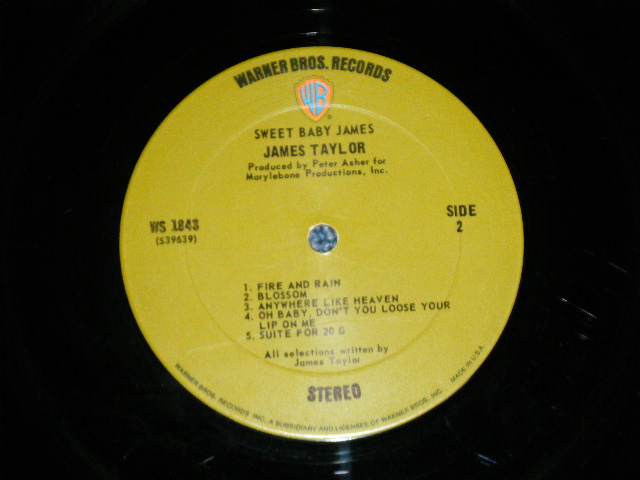 WARNER BROS. RECORDS
WB
®
SWEET BABY JAMES
JAMES TAYLOR
Produced by Peter Asher for
Marylebone Productions, Inc.
WS 1843
(S39639)
SIDE
2
1. FIRE AND RAIN
2. BLOSSOM
3. ANYWHERE LIKE HEAVEN
4. OH BABY, DON'T YOU LOOSE YOUR
LIP ON ME
5. SUITE FOR 20 G
All selections written by
James Taylor
STEREO
WARNER BROS. RECORDS INC. A SUBSIDIARY AND LICENSEE OF WARNER BROS. INC. MADE IN U.S.A.